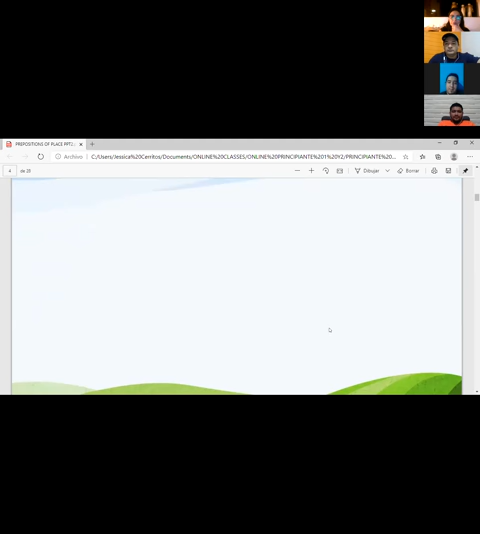 PREPOSITIONS OF PLACE PPT2
Archivo
C:/Users/Jessica%20Cerritos/Documents/ONLINE%20CLASSES/ONLINE%20PRINCIPIANTE%201%20Y2/PRINCIPIANTE%20...
4 de 28 Dibujar Borrar